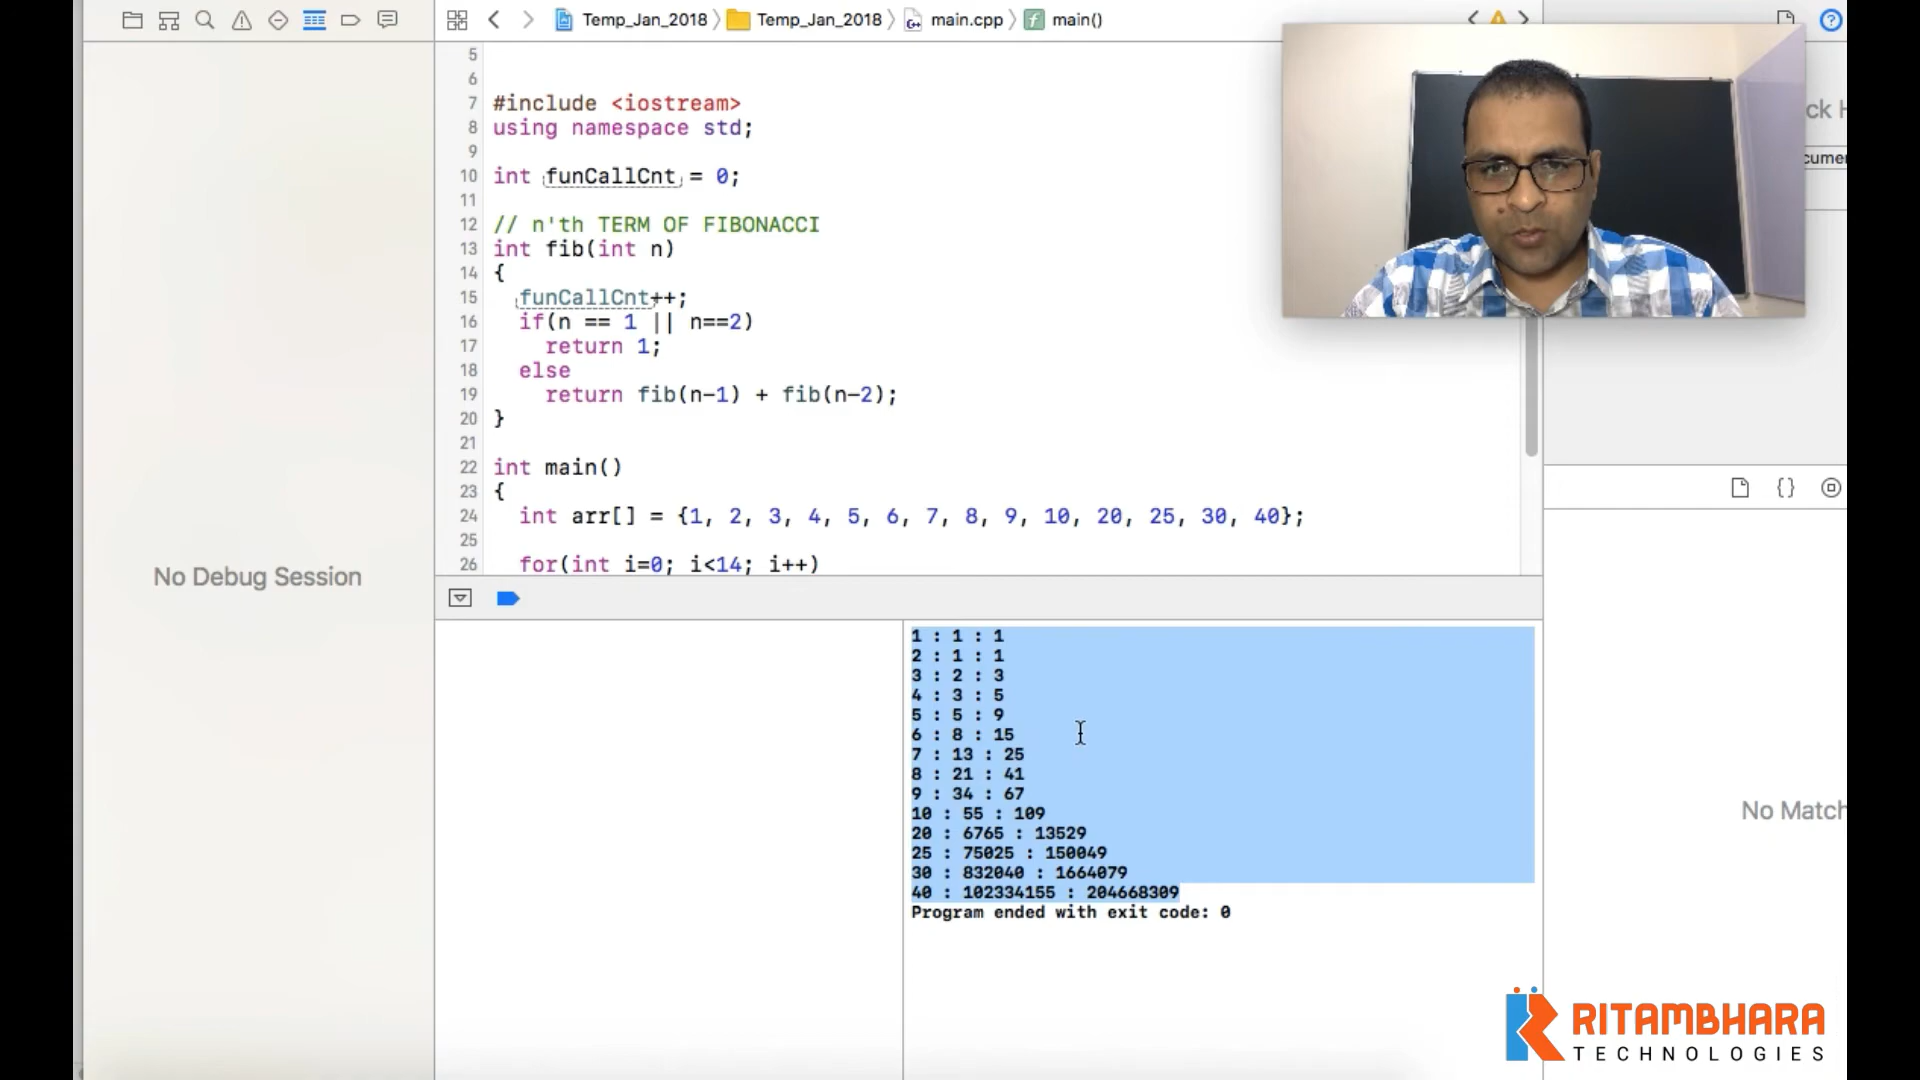 Temp_Jan_2018 Temp_Jan_2018 main.cpp main()
5
6
7 #include <iostream>
8 using namespace std;
9
10 int funCallCnt = 0;
11
12 // n'th TERM OF FIBONACCI
13 int fib(int n)
14 {
15 funCallCnt++;
16 if(n == 1 || n==2)
17 return 1;
18 else
19 return fib(n-1) + fib(n-2);
20 }
21
22 int main()
23 {
24 int arr[] = {1, 2, 3, 4, 5, 6, 7, 8, 9, 10, 20, 25, 30, 40};
25
26 for(int i=0; i<14; i++)
ck H
cume
No Debug Session
{}
1 : 1 : 1
2 : 1 : 1
3 : 2 : 3
4 : 3 : 5
5 : 5 : 9
6 : 8 : 15
7 : 13 : 25
8 : 21 : 41
9 : 34 : 67
10 : 55 : 109
20 : 6765 : 13529
25 : 75025 : 150049
30 : 832040 : 1664079
40 : 102334155 : 204668309
Program ended with exit code: 0
No Match
RITAMBHARA
TECHNOLOGIES